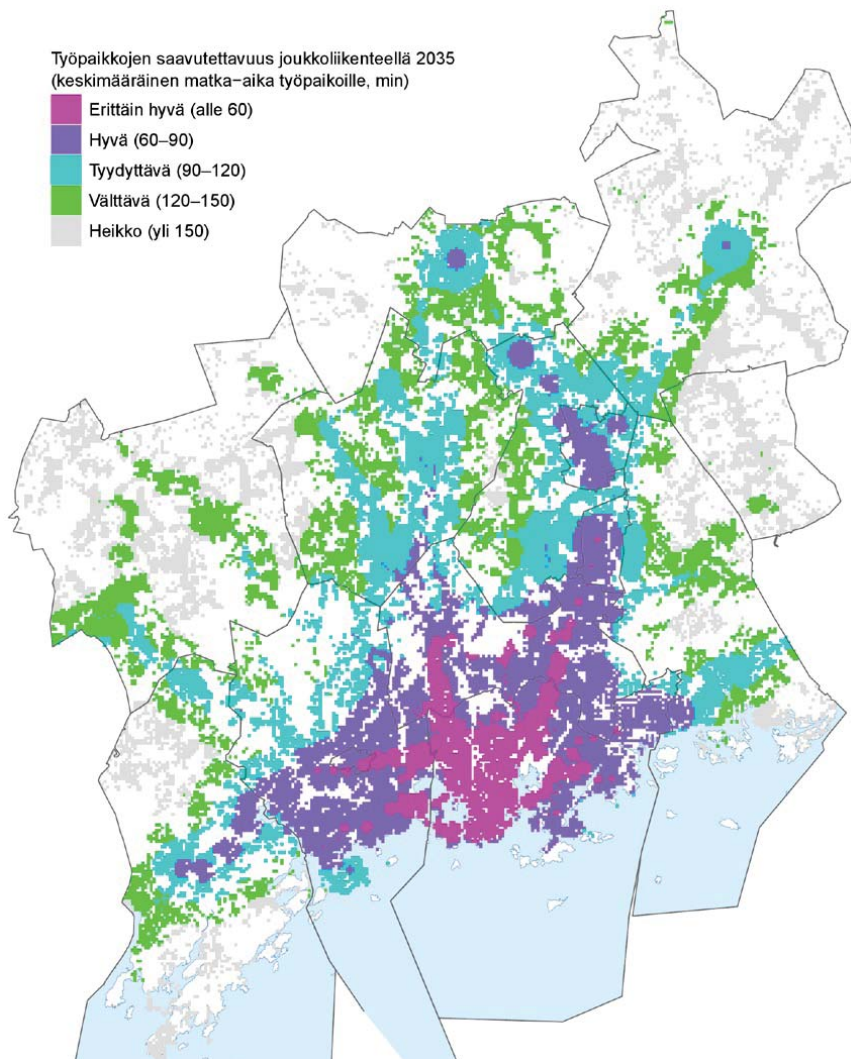 Työpaikkojen saavutettavuus joukkoliikenteellä 2035
(keskimääräinen matka-aika työpaikoille, min)
Erittäin hyvä (alle 60)
Hyvä (60–90)
Tyydyttävä (90–120)
Välttävä (120–150)
Heikko (yli 150)